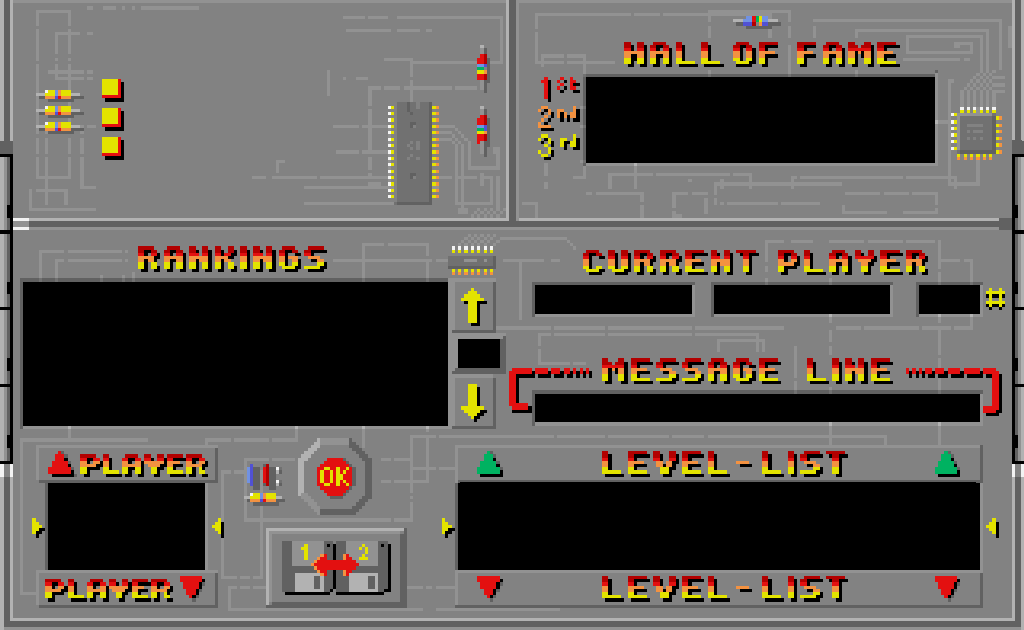 HALL OF FAME
1st
2nd
3rd
RANKINGS
CURRENT PLAYER
#
MESSAGE LINE
PLAYER
OK
LEVEL-LIST
1 2
PLAYER
LEVEL-LIST